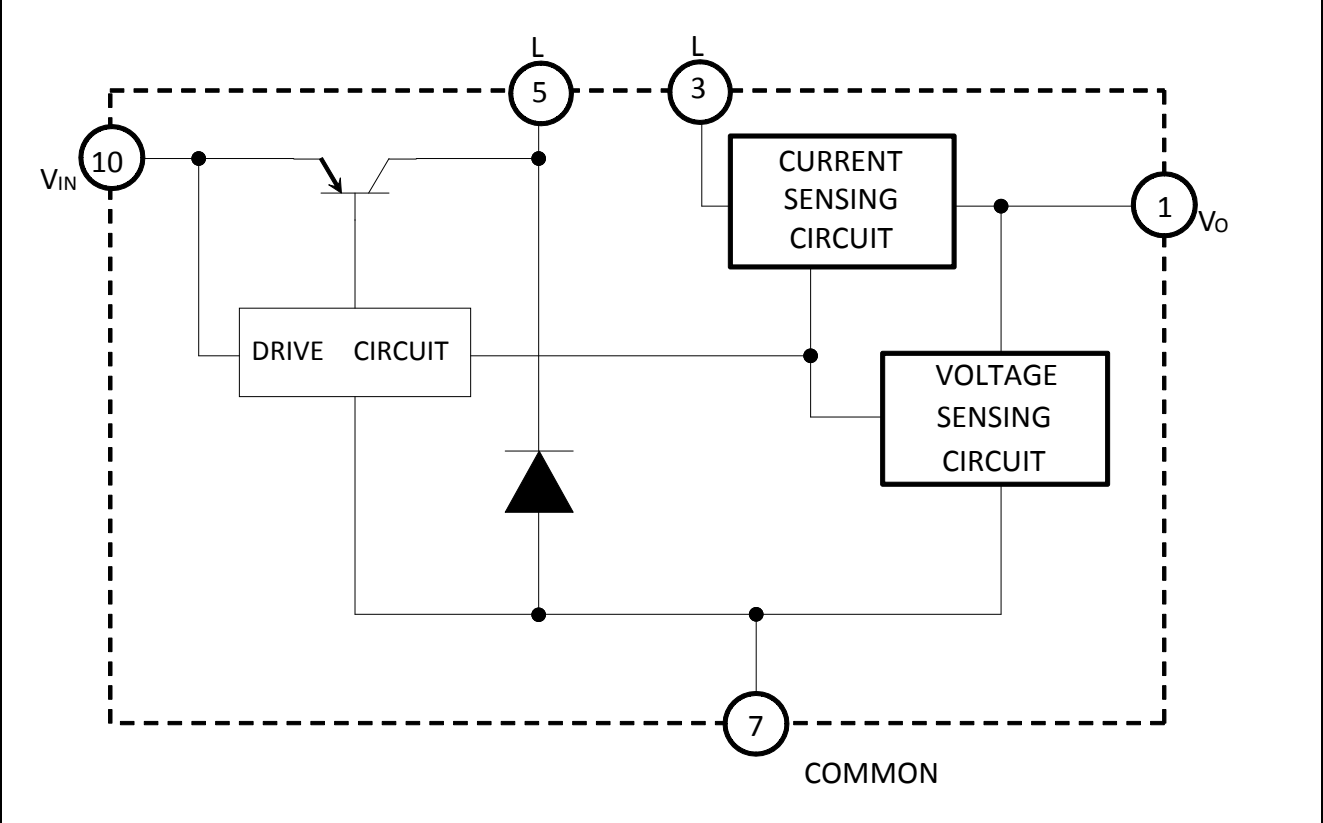 L
L
5
3
10
VIN
CURRENT
SENSING
CIRCUIT
1
VO
DRIVE CIRCUIT
VOLTAGE
SENSING
CIRCUIT
7
COMMON